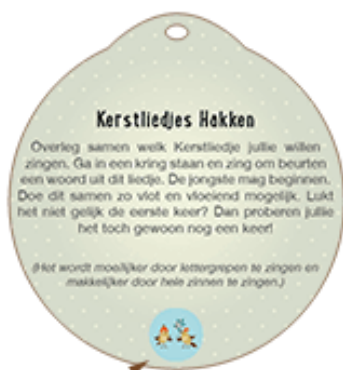 Kerstliedjes Hakken
Overleg samen welk Kerstliedje jullie willen
zingen. Ga in een kring staan en zing om beurten
een woord uit dit liedje. De jongste mag beginnen.
Doe dit samen zo vlot en vloeiend mogelijk. Lukt
het niet gelijk de eerste keer? Dan proberen jullie
het toch gewoon nog een keer!
(Het wordt moeilijker door lettergrepen te zingen en
makkelijker door hele zinnen te zingen.)